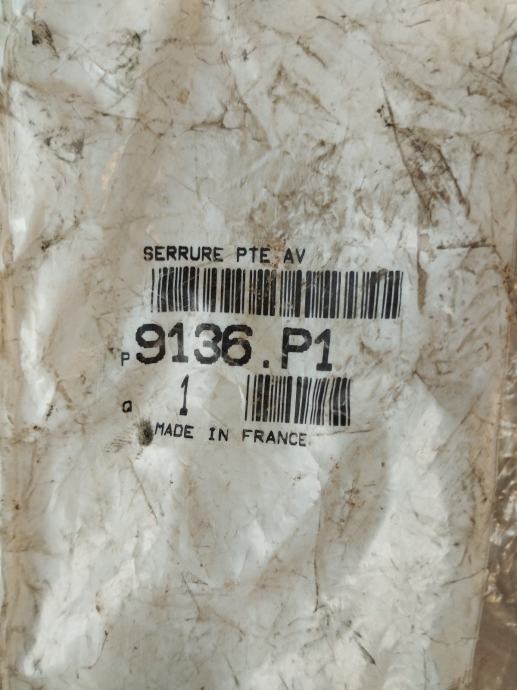 SERRURE PTE AV
P 9136.P1
Q 1
MADE IN FRANCE